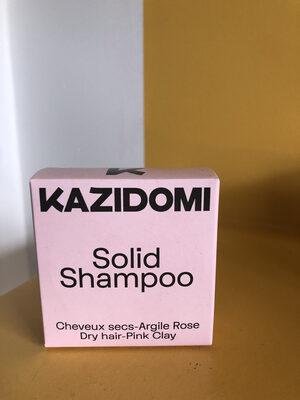 K
KAZIDOMI
Solid
Shampoo
Cheveux secs-Argile Rose
Dry hair-Pink Clay